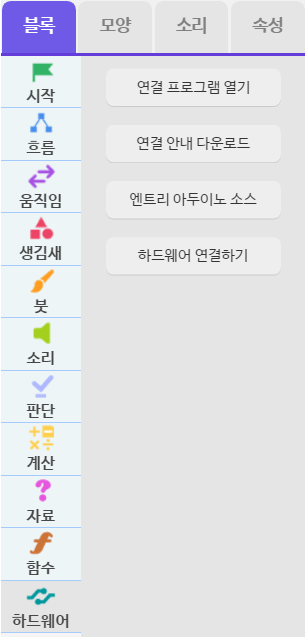 블록
모양
소리
속성
시작
흐름
움직임
생김새
붓
소리
판단
계산
자료
함수
하드웨어
연결 프로그램 열기
연결 안내 다운로드
엔트리 아두이노 소스
하드웨어 연결하기